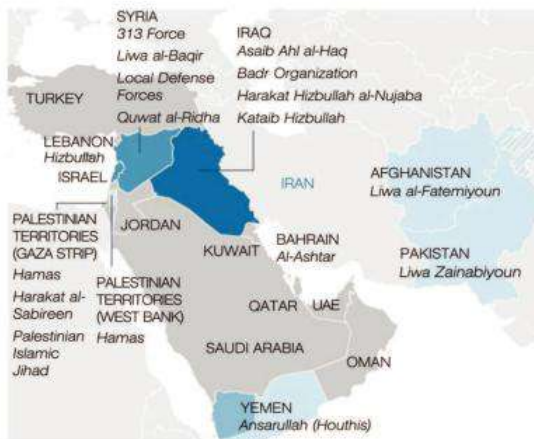 SYRIA
313 Force
Liwa al-Baqir
Local Defense
Forces
Quwat al-Ridha
IRAQ
Asaib Ahl al-Haq
Badr Organization
Harakat Hizbullah al-Nujaba
Kataib Hizbullah
TURKEY
LEBANON
Hizbullah
ISRAEL
IRAN
AFGHANISTAN
Liwa al-Fatemiyoun
PALESTINIAN
TERRITORIES
(GAZA STRIP)
Hamas
Harakat al-
Sabireen
Palestinian
Islamic
Jihad
JORDAN
KUWAIT
BAHRAIN
Al-Ashtar
PAKISTAN
Liwa Zainabiyoun
PALESTINIAN
TERRITORIES
(WEST BANK)
Hamas
QATAR
UAE
SAUDI ARABIA
OMAN
YEMEN
Ansarullah (Houthis)